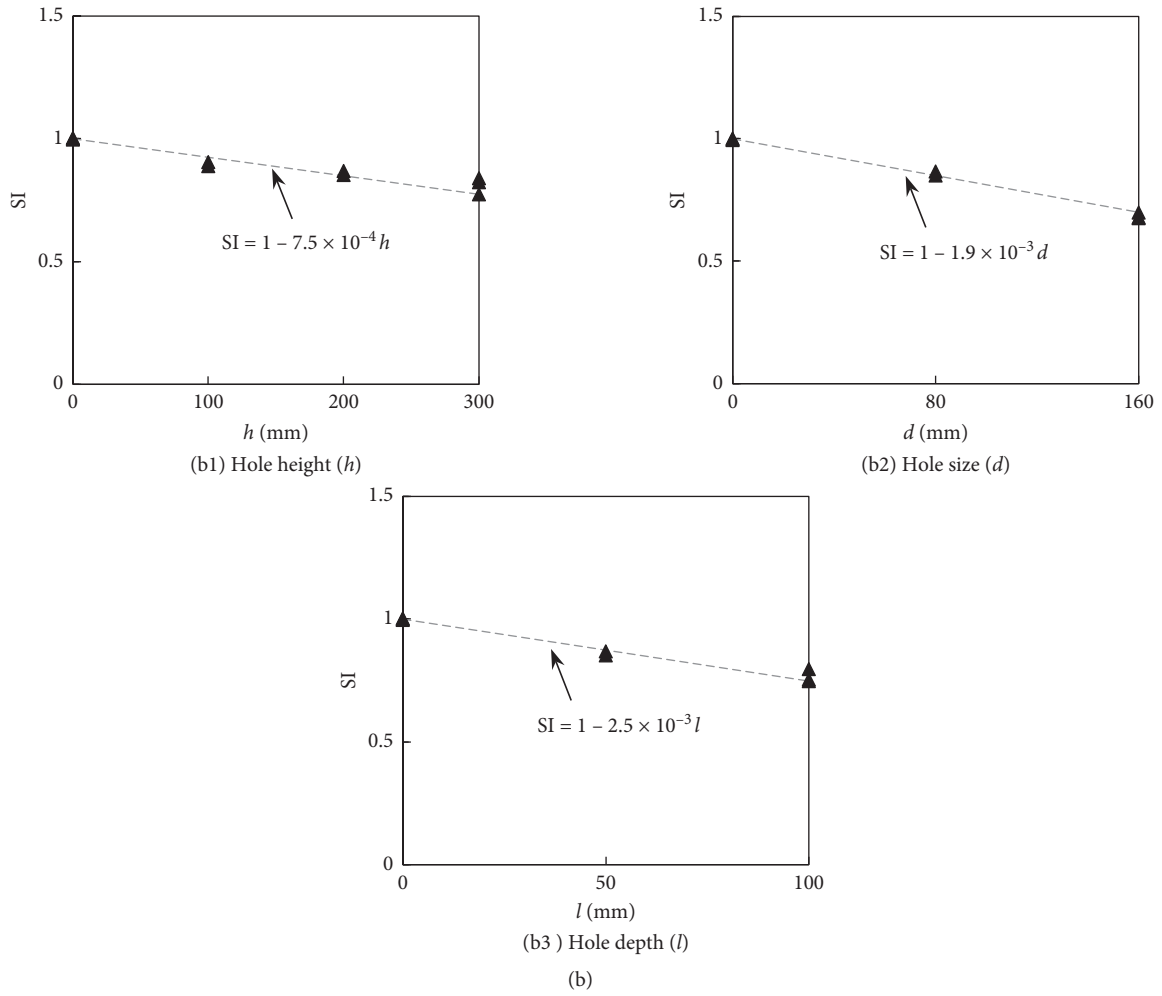 1.5
1
0.5
0
SI
SI = 1 – 7.5 × 10⁻⁴ h
0 100 200 300
h (mm)
(b1) Hole height (h)
1.5
1
0.5
0
SI
SI = 1 – 1.9 × 10⁻³ d
0 80 160
d (mm)
(b2) Hole size (d)
1.5
1
0.5
0
SI
SI = 1 – 2.5 × 10⁻³ l
0 50 100
l (mm)
(b3 ) Hole depth (l)
(b)